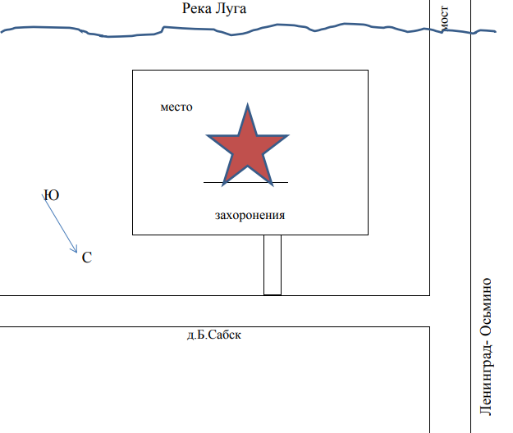 Река Луга
мост
место
захоронения
Ю
С
д.Б.Сабск
Ленинград- Осьмино